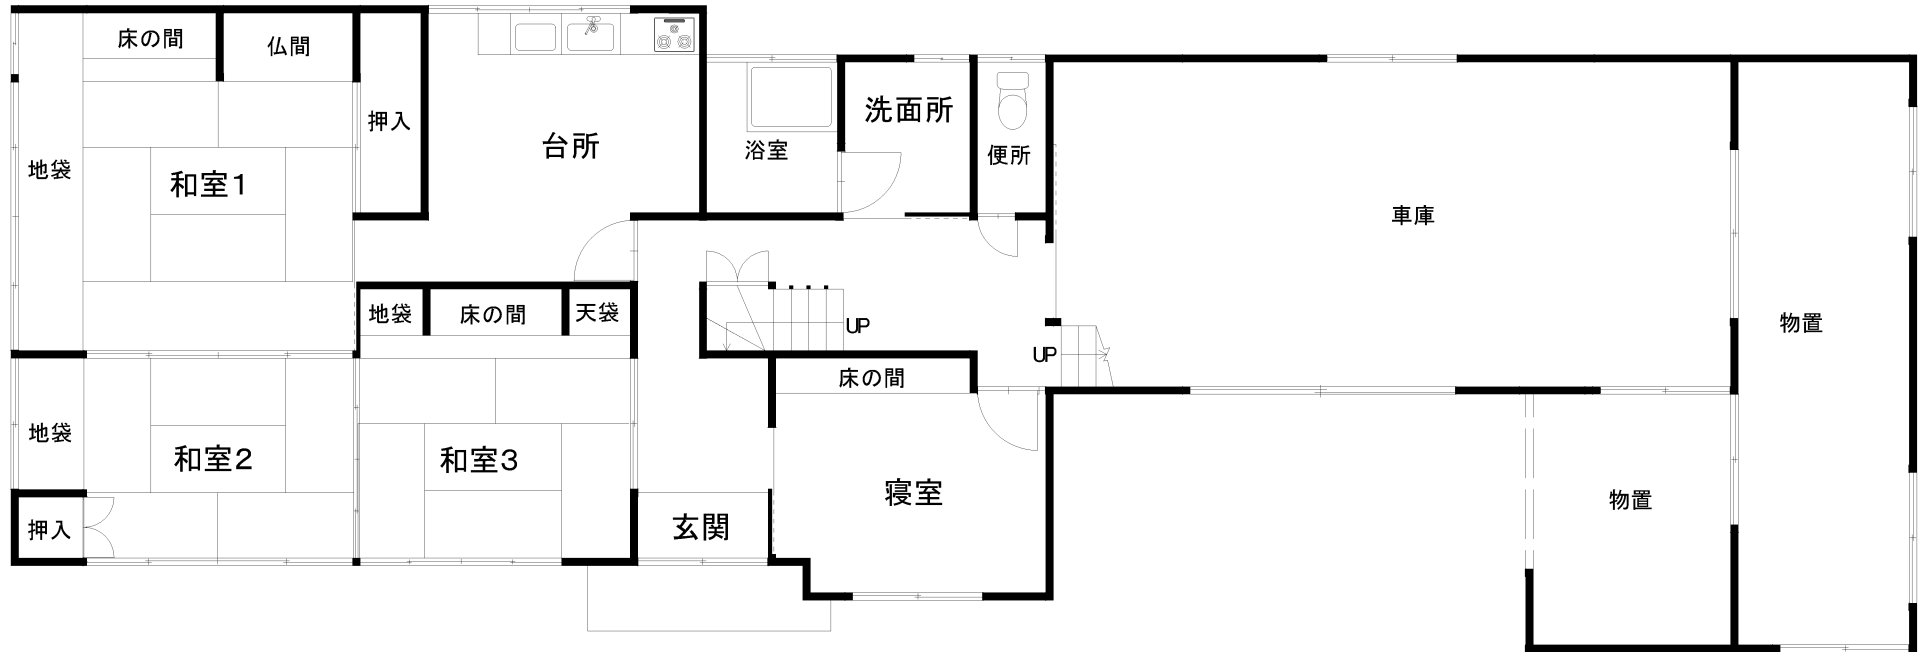 床の間
仏間
押入
地袋
和室1
台所
浴室
洗面所
便所
車庫
物置
地袋
床の間
天袋
UP
UP
床の間
地袋
和室2
和室3
押入
玄関
寝室
物置